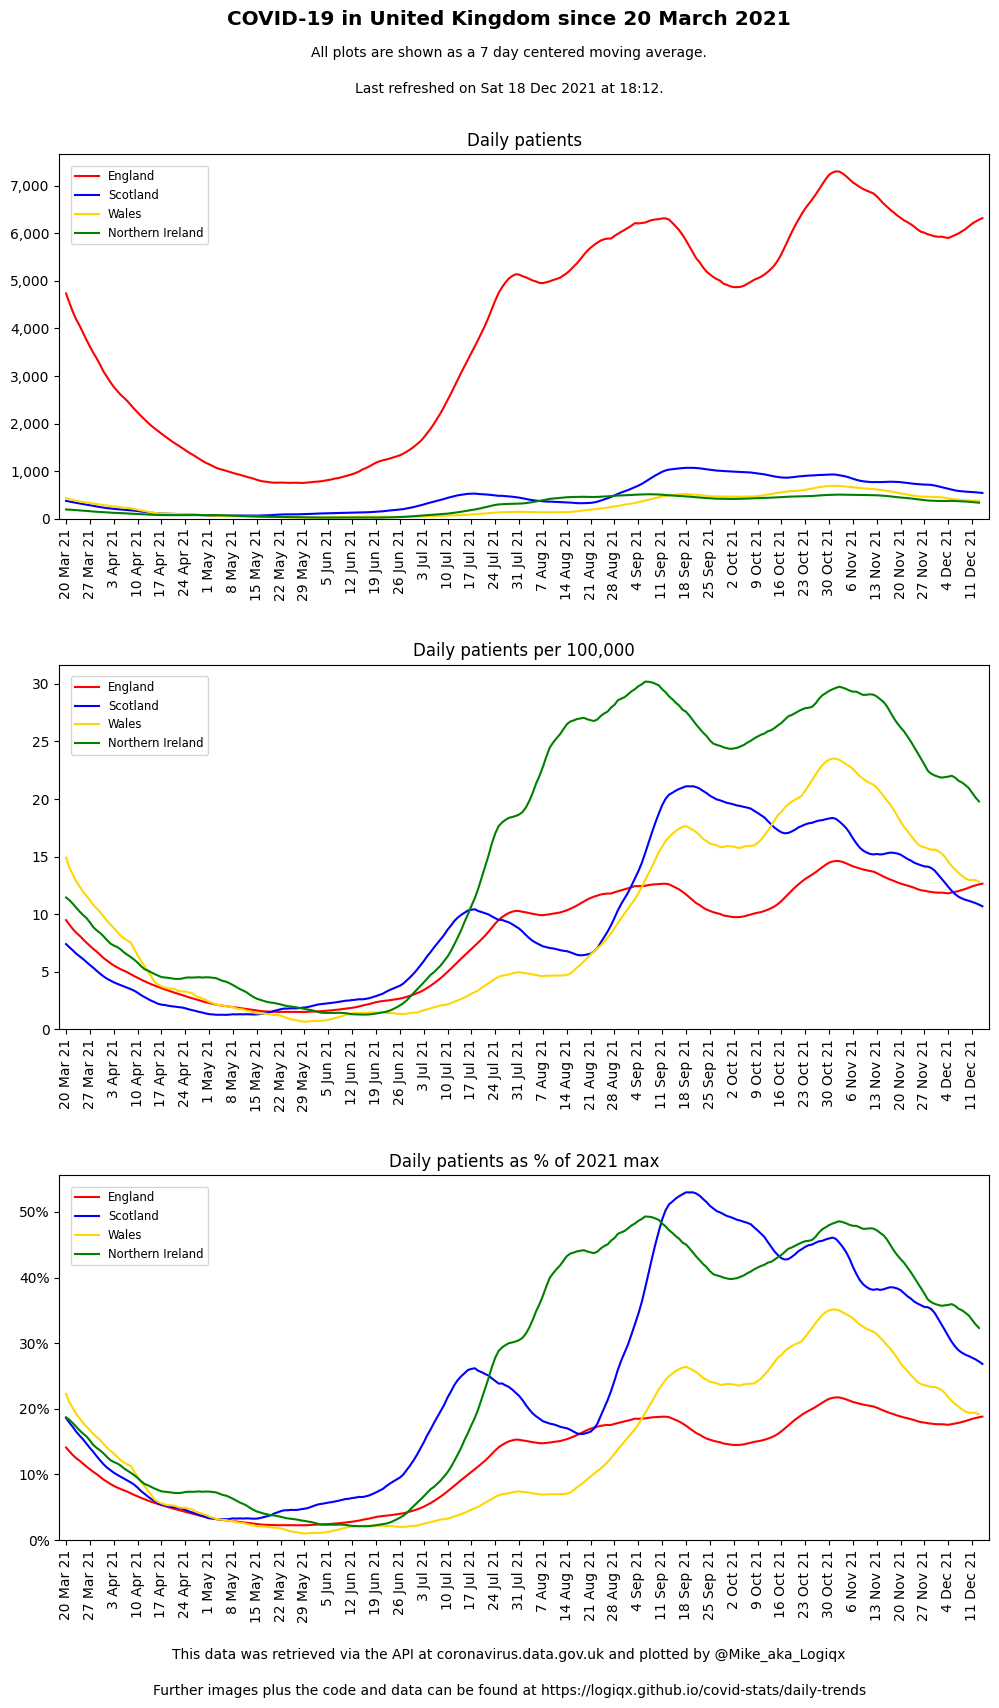 COVID-19 in United Kingdom since 20 March 2021
All plots are shown as a 7 day centered moving average.
Last refreshed on Sat 18 Dec 2021 at 18:12.
Daily patients
England
Scotland
Wales
Northern Ireland
7,000
6,000
5,000
4,000
3,000
2,000
1,000
0
20 Mar 21
27 Mar 21
3 Apr 21
10 Apr 21
17 Apr 21
24 Apr 21
1 May 21
8 May 21
15 May 21
22 May 21
29 May 21
5 Jun 21
12 Jun 21
19 Jun 21
26 Jun 21
3 Jul 21
10 Jul 21
17 Jul 21
24 Jul 21
31 Jul 21
7 Aug 21
14 Aug 21
21 Aug 21
28 Aug 21
4 Sep 21
11 Sep 21
18 Sep 21
25 Sep 21
2 Oct 21
9 Oct 21
16 Oct 21
23 Oct 21
30 Oct 21
6 Nov 21
13 Nov 21
20 Nov 21
27 Nov 21
4 Dec 21
11 Dec 21
Daily patients per 100,000
England
Scotland
Wales
Northern Ireland
30
25
20
15
10
5
0
20 Mar 21
27 Mar 21
3 Apr 21
10 Apr 21
17 Apr 21
24 Apr 21
1 May 21
8 May 21
15 May 21
22 May 21
29 May 21
5 Jun 21
12 Jun 21
19 Jun 21
26 Jun 21
3 Jul 21
10 Jul 21
17 Jul 21
24 Jul 21
31 Jul 21
7 Aug 21
14 Aug 21
21 Aug 21
28 Aug 21
4 Sep 21
11 Sep 21
18 Sep 21
25 Sep 21
2 Oct 21
9 Oct 21
16 Oct 21
23 Oct 21
30 Oct 21
6 Nov 21
13 Nov 21
20 Nov 21
27 Nov 21
4 Dec 21
11 Dec 21
Daily patients as % of 2021 max
England
Scotland
Wales
Northern Ireland
50%
40%
30%
20%
10%
0%
20 Mar 21
27 Mar 21
3 Apr 21
10 Apr 21
17 Apr 21
24 Apr 21
1 May 21
8 May 21
15 May 21
22 May 21
29 May 21
5 Jun 21
12 Jun 21
19 Jun 21
26 Jun 21
3 Jul 21
10 Jul 21
17 Jul 21
24 Jul 21
31 Jul 21
7 Aug 21
14 Aug 21
21 Aug 21
28 Aug 21
4 Sep 21
11 Sep 21
18 Sep 21
25 Sep 21
2 Oct 21
9 Oct 21
16 Oct 21
23 Oct 21
30 Oct 21
6 Nov 21
13 Nov 21
20 Nov 21
27 Nov 21
4 Dec 21
11 Dec 21
This data was retrieved via the API at coronavirus.data.gov.uk and plotted by @Mike_aka_Logiqx
Further images plus the code and data can be found at https://logiqx.github.io/covid-stats/daily-trends